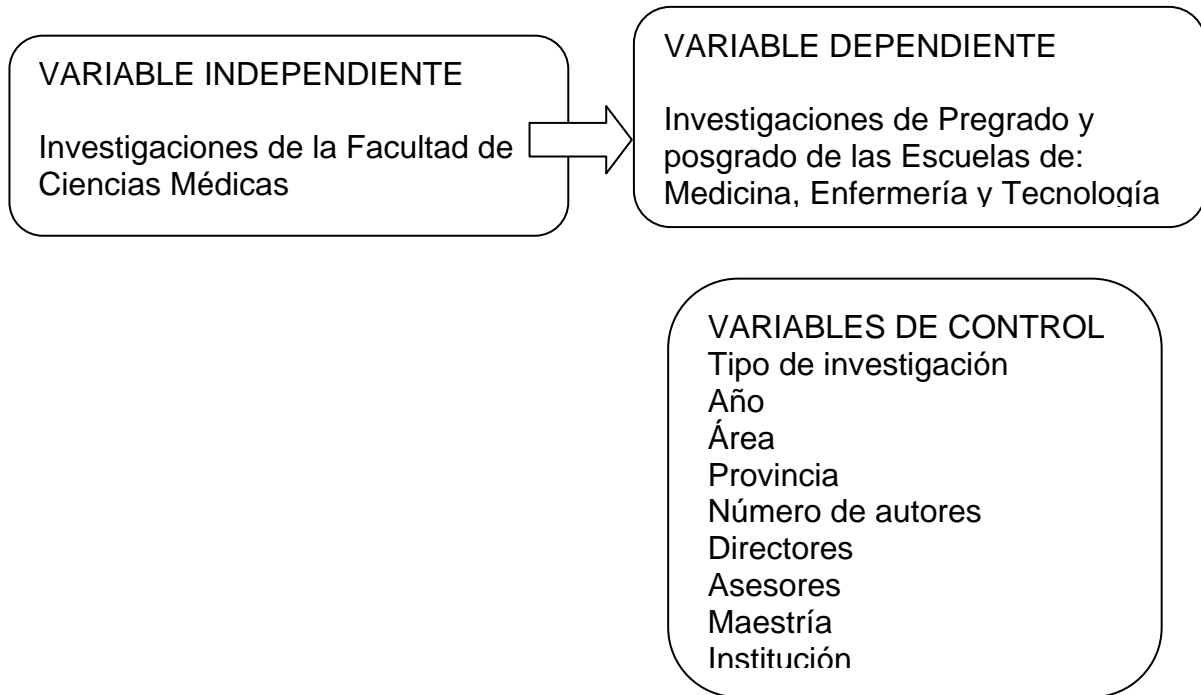 VARIABLE INDEPENDIENTE
Investigaciones de la Facultad de
Ciencias Médicas
VARIABLE DEPENDIENTE
Investigaciones de Pregrado y
posgrado de las Escuelas de:
Medicina, Enfermería y Tecnología
VARIABLES DE CONTROL
Tipo de investigación
Año
Área
Provincia
Número de autores
Directores
Asesores
Maestría
Institución